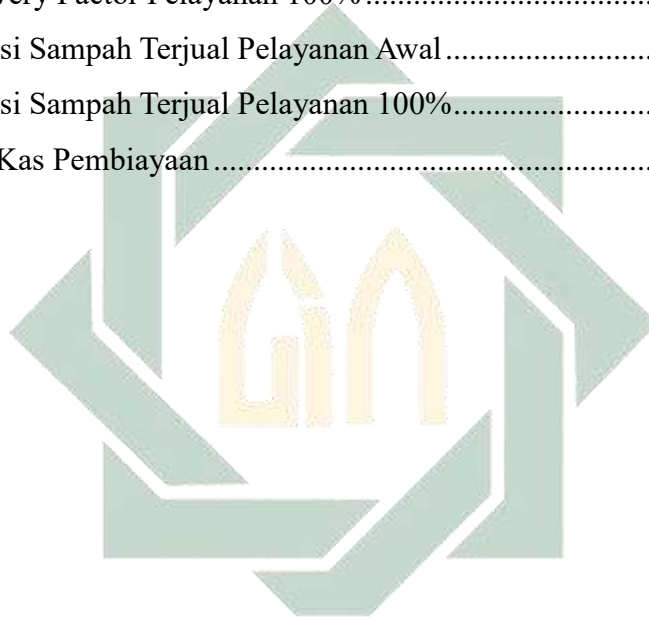 very Factor Pelayanan 100%................................
si Sampah Terjual Pelayanan Awal......................
si Sampah Terjual Pelayanan 100%.....................
Kas Pembiayaan....................................................